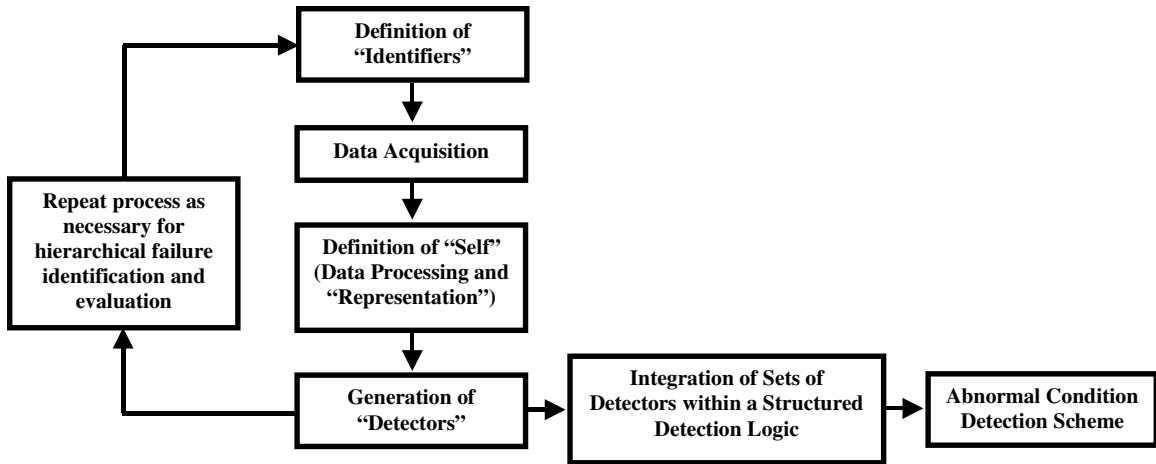 Definition of
“Identifiers”
Data Acquisition
Repeat process as
necessary for
hierarchical failure
identification and
evaluation
Definition of “Self”
(Data Processing and
“Representation”)
Generation of
“Detectors”
Integration of Sets of
Detectors within a Structured
Detection Logic
Abnormal Condition
Detection Scheme